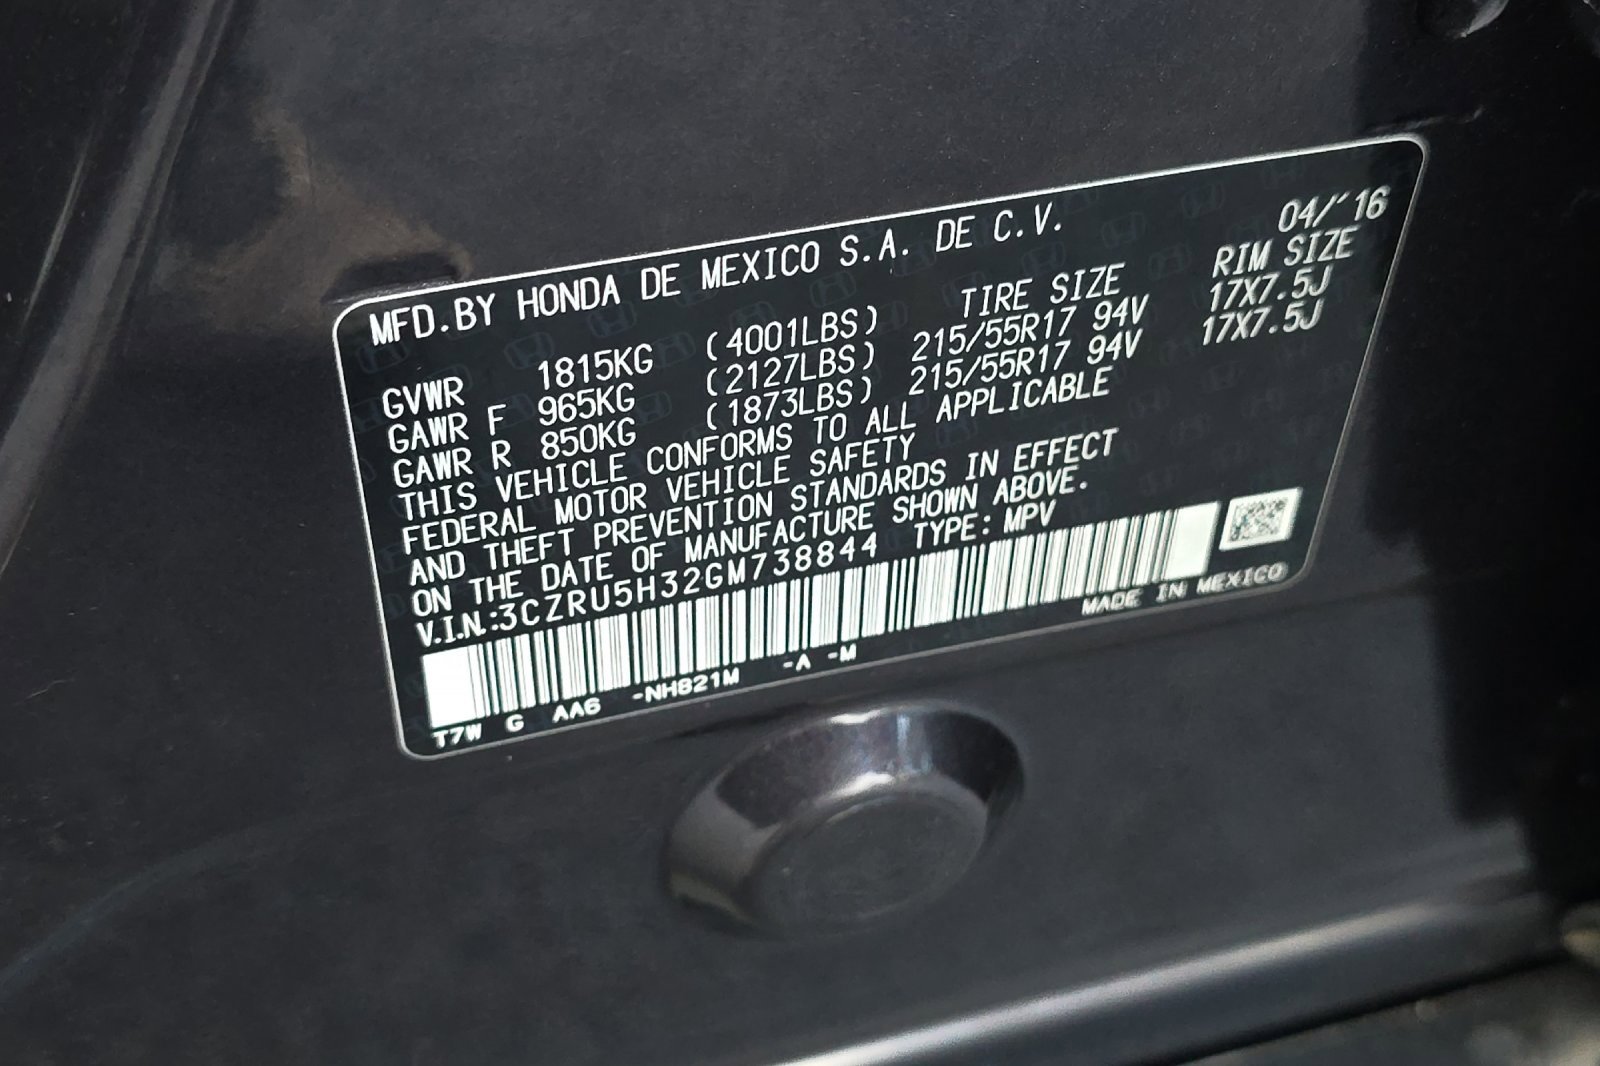 MFD.BY HONDA DE MEXICO S.A. DE C.V. 04/'16
TIRE SIZE RIM SIZE
GVWR 1815KG (4001LBS) 215/55R17 94V 17X7.5J
GAWR F 965KG (2127LBS) 215/55R17 94V 17X7.5J
GAWR R 850KG (1873LBS)
THIS VEHICLE CONFORMS TO ALL APPLICABLE
FEDERAL MOTOR VEHICLE SAFETY
AND THEFT PREVENTION STANDARDS IN EFFECT
ON THE DATE OF MANUFACTURE SHOWN ABOVE.
V.I.N.:3CZRU5H32GM738844 TYPE: MPV
T7W G AA6 -NH821M -A -M MADE IN MEXICO